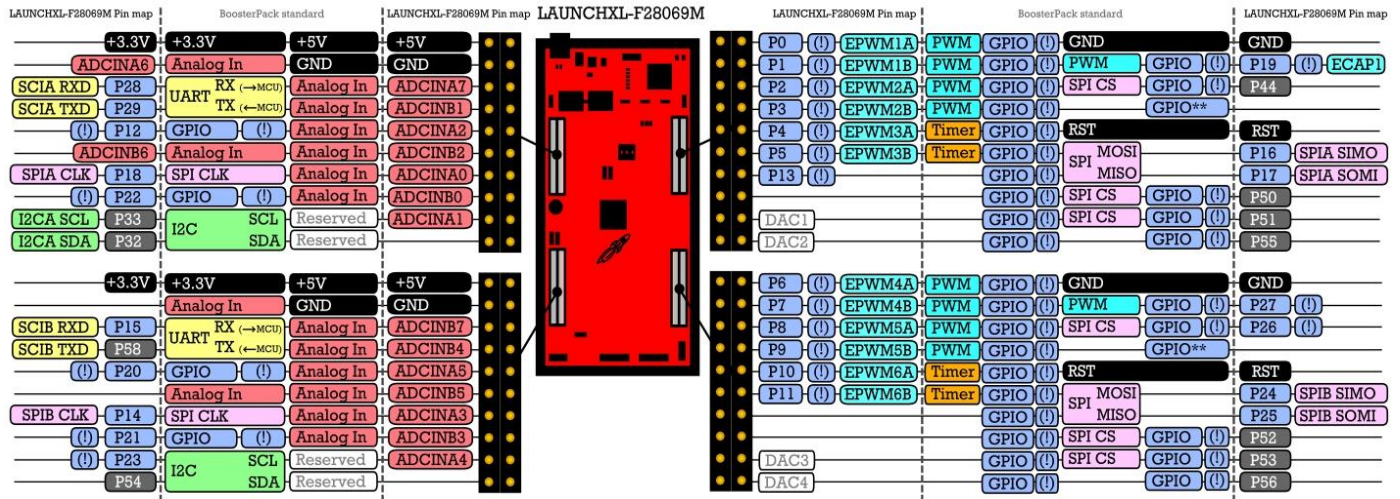 LAUNCHXL-F28069M Pin map BoosterPack standard LAUNCHXL-F28069M Pin map LAUNCHXL-F28069M LAUNCHXL-F28069M Pin map BoosterPack standard LAUNCHXL-F28069M Pin map
+3.3V +3.3V +5V +5V P0 (!) EPWM1A PWM GPIO (!) GND GND
ADCINA6 Analog In GND GND P1 (!) EPWM1B PWM GPIO (!) PWM GPIO (!) P19 (!) ECAP1
SCIA RXD P28 UART RX (→MCU) Analog In ADCINA7 P2 (!) EPWM2A PWM GPIO (!) SPI CS GPIO (!) P44
SCIA TXD P29 TX (←MCU) Analog In ADCINB1 P3 (!) EPWM2B PWM GPIO (!) GPIO**
(!) P12 GPIO (!) Analog In ADCINA2 P4 (!) EPWM3A Timer GPIO (!) RST RST
ADCINB6 Analog In Analog In ADCINB2 P5 (!) EPWM3B Timer GPIO (!) SPI MOSI P16 SPIA SIMO
SPIA CLK P18 SPI CLK Analog In ADCINA0 P13 (!) GPIO (!) MISO P17 SPIA SOMI
(!) P22 GPIO (!) Analog In ADCINB0 GPIO (!) SPI CS GPIO (!) P50
I2CA SCL P33 I2C SCL Reserved ADCINA1 DAC1 GPIO (!) SPI CS GPIO (!) P51
I2CA SDA P32 SDA Reserved DAC2 GPIO (!) GPIO (!) P55
+3.3V +3.3V +5V +5V P6 (!) EPWM4A PWM GPIO (!) GND GND
Analog In GND GND P7 (!) EPWM4B PWM GPIO (!) PWM GPIO (!) P27 (!)
SCIB RXD P15 UART RX (→MCU) Analog In ADCINB7 P8 (!) EPWM5A PWM GPIO (!) SPI CS GPIO (!) P26 (!)
SCIB TXD P58 TX (←MCU) Analog In ADCINB4 P9 (!) EPWM5B PWM GPIO (!) GPIO**
(!) P20 GPIO (!) Analog In ADCINA5 P10 (!) EPWM6A Timer GPIO (!) RST RST
Analog In Analog In ADCINB5 P11 (!) EPWM6B Timer GPIO (!) SPI MOSI P24 SPIB SIMO
SPIB CLK P14 SPI CLK Analog In ADCINA3 GPIO (!) MISO P25 SPIB SOMI
(!) P21 GPIO (!) Analog In ADCINB3 GPIO (!) SPI CS GPIO (!) P52
(!) P23 I2C SCL Reserved ADCINA4 DAC3 GPIO (!) SPI CS GPIO (!) P53
P54 SDA Reserved DAC4 GPIO (!) GPIO (!) P56